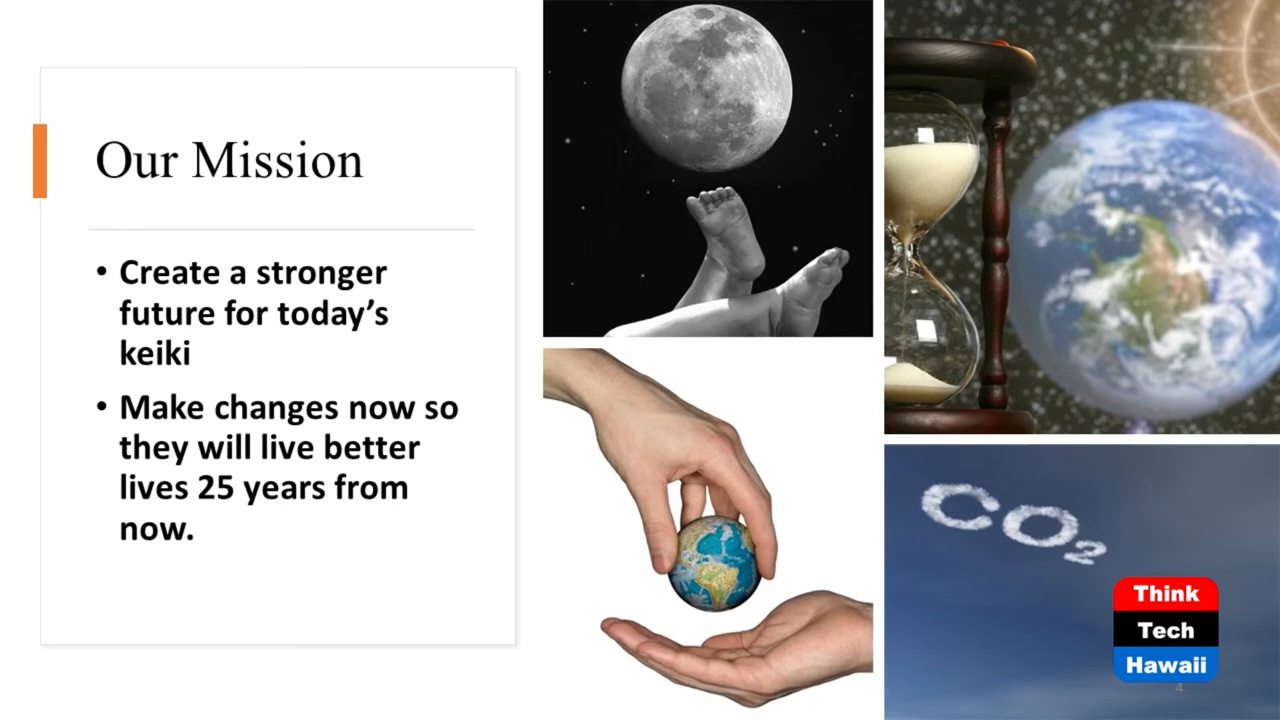 Our Mission
• Create a stronger
future for today’s
keiki
• Make changes now so
they will live better
lives 25 years from
now.
CO₂
Think
Tech
Hawaii
4